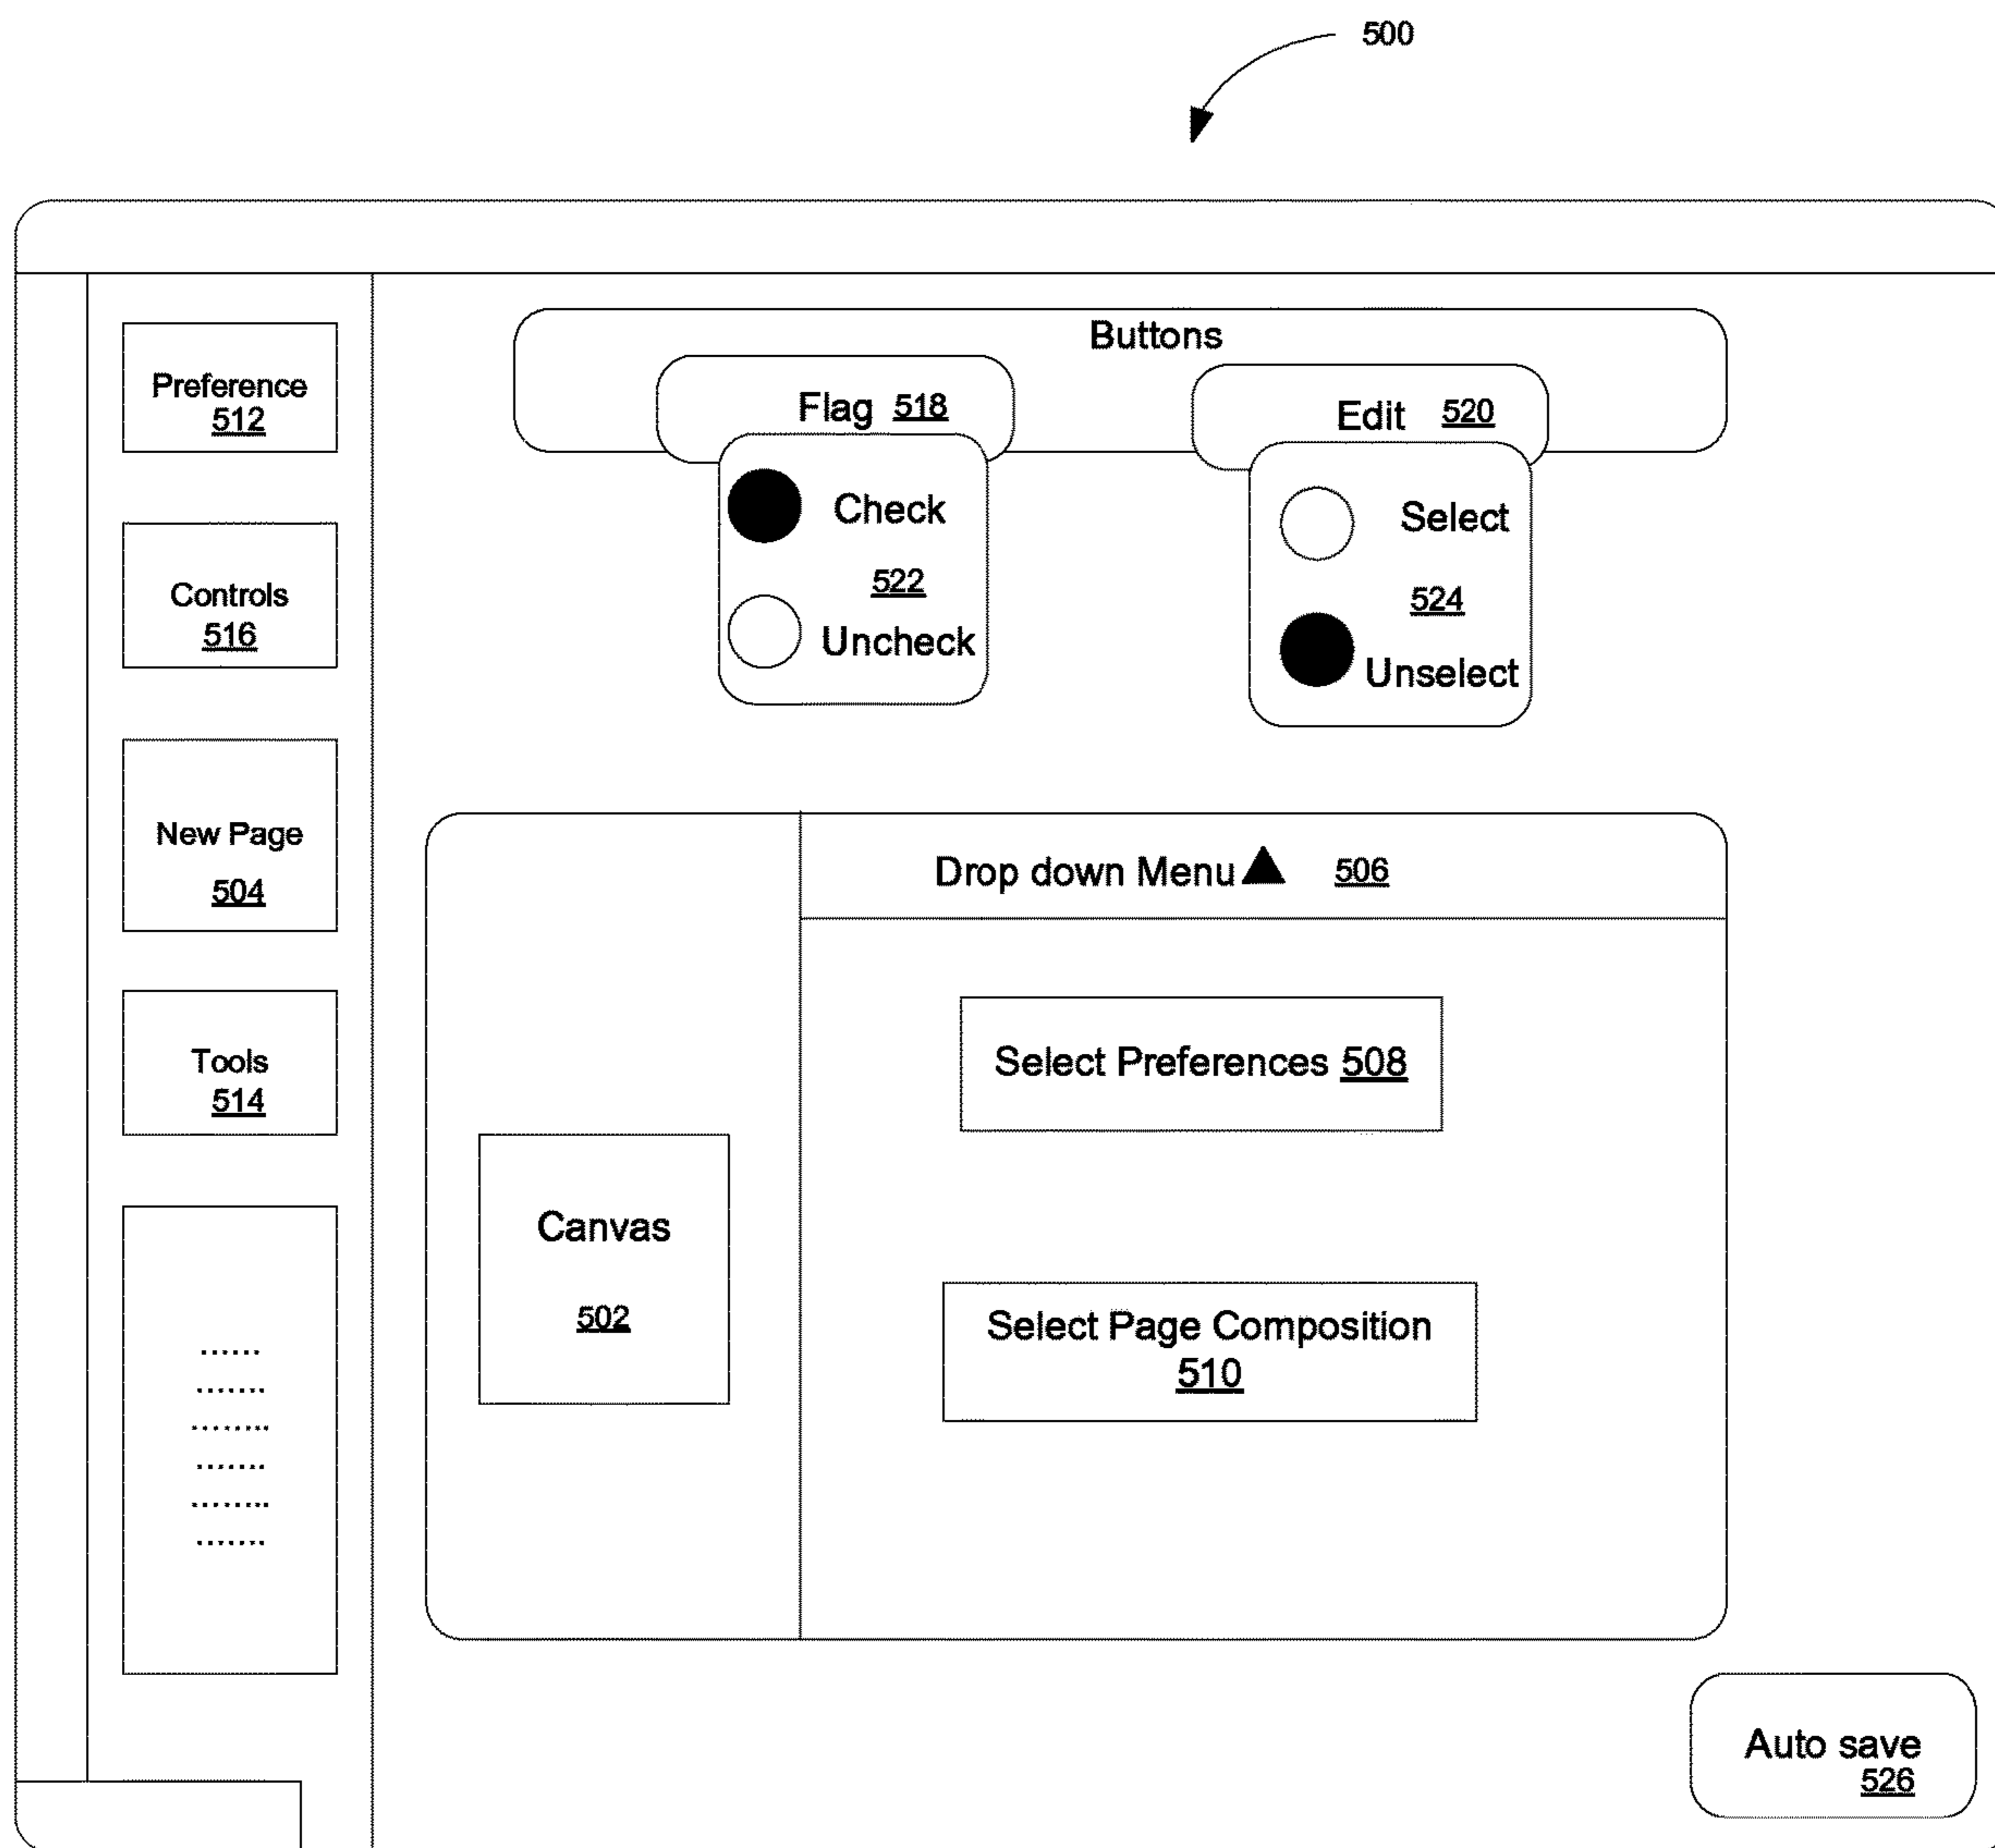 500
Buttons
Preference
512
Flag 518
Edit 520
Check
522
Uncheck
Select
524
Unselect
Controls
516
New Page
504
Tools
514
......
.......
........
.......
........
.......
Drop down Menu▲ 506
Select Preferences 508
Canvas
502
Select Page Composition
510
Auto save
526